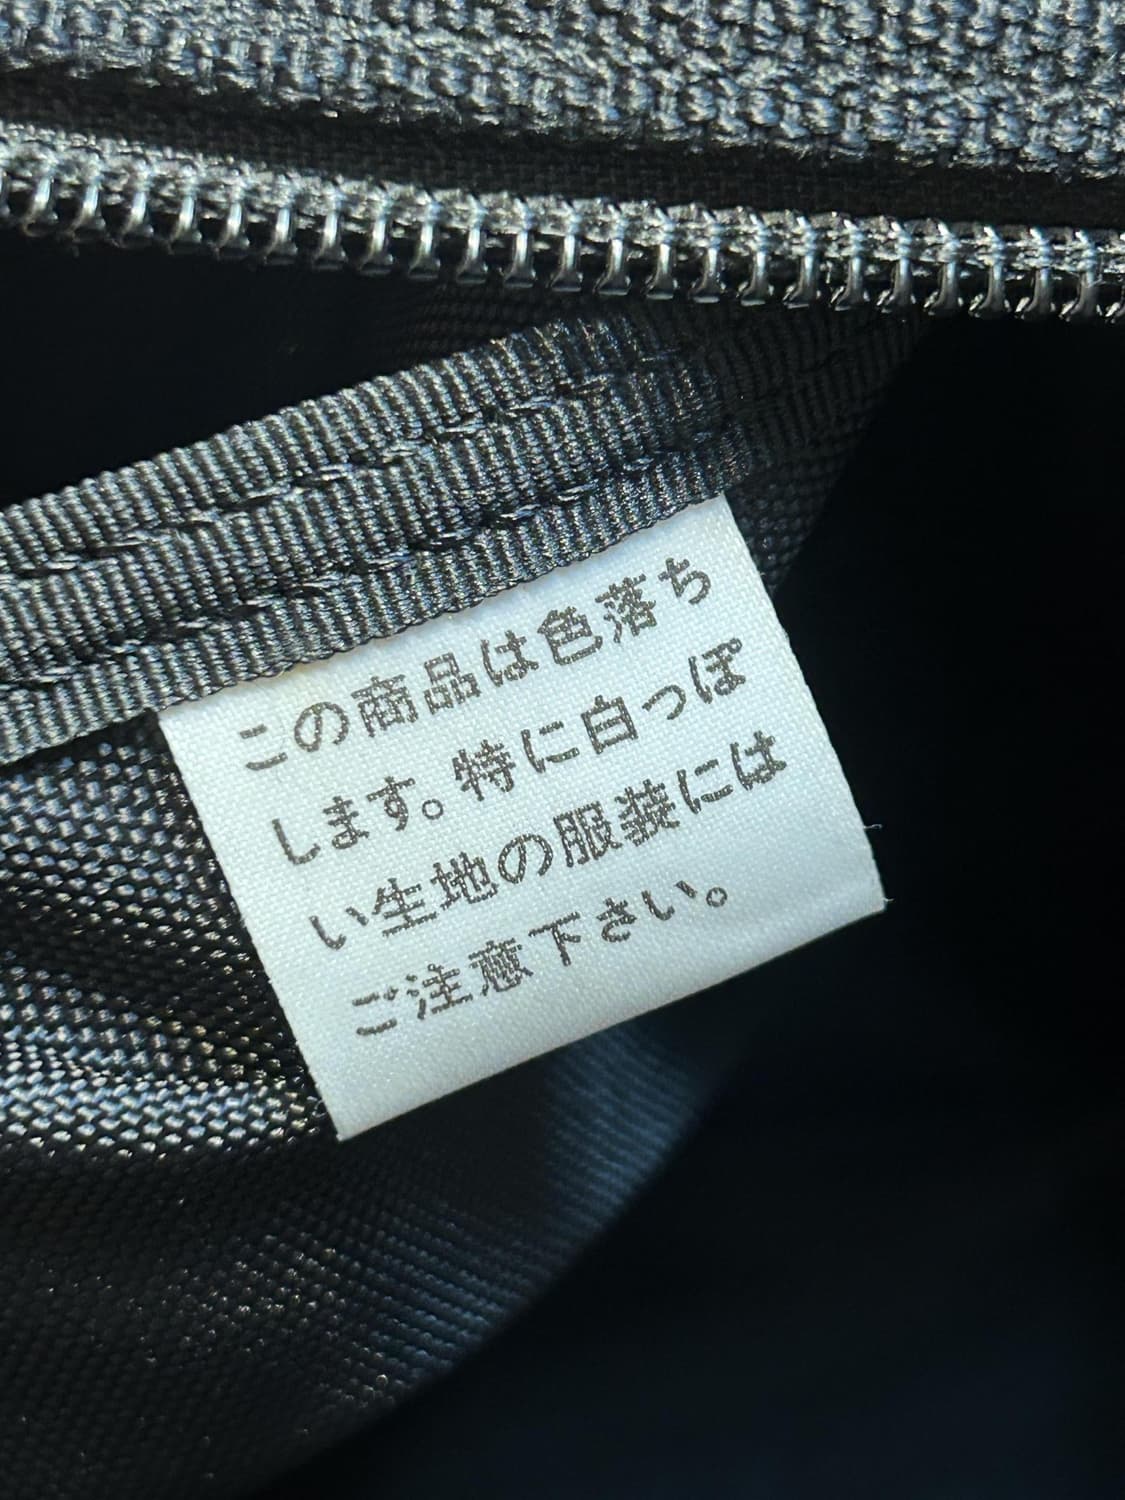 この商品は色落ち
します。特に白っぽ
い生地の服装には
ご注意下さい。